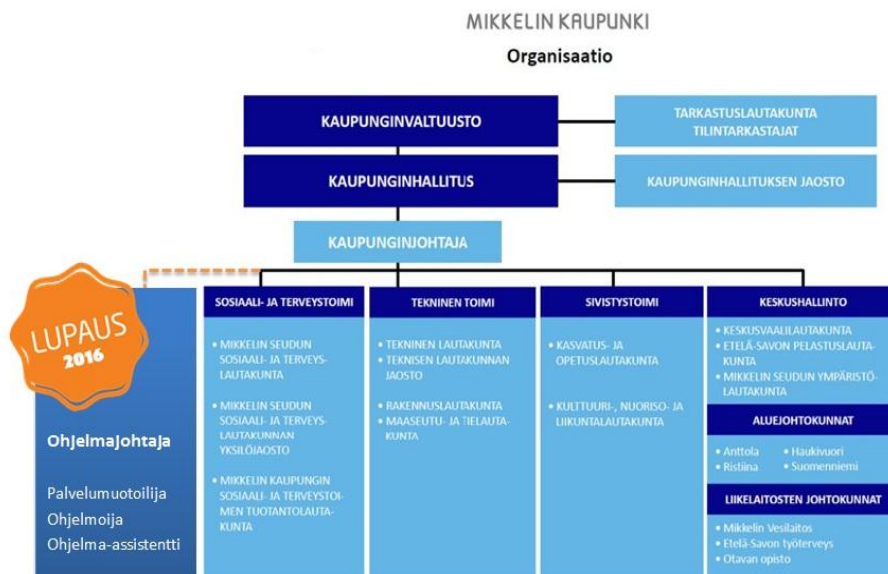 MIKKELIN KAUPUNKI
Organisaatio
KAUPUNGINVALTUUSTO
TARKASTUSLAUTAKUNTA
TILINTARKASTAJAT
KAUPUNGINHALLITUS
KAUPUNGINHALLITUKSEN JAOSTO
KAUPUNGINJOHTAJA
LUPAUS
2016
Ohjelmajohtaja
Palvelumuotoilija
Ohjelmoija
Ohjelma-assistentti
SOSIAALI- JA TERVEYSTOIMI
• MIKKELIN SEUDUN
SOSIAALI- JA TERVEYS-
LAUTAKUNTA
• MIKKELIN SEUDUN
SOSIAALI- JA TERVEYS-
LAUTAKUNNAN
YKSILÖJAOSTO
• MIKKELIN KAUPUNGIN
SOSIAALI- JA TERVEYSTOI-
MEN TUOTANTOLAUTA-
KUNTA
TEKNINEN TOIMI
• TEKNINEN LAUTAKUNTA
• TEKNISEN LAUTAKUNNAN
JAOSTO
• RAKENNUSLAUTAKUNTA
• MAASEUTU- JA TIELAUTA-
KUNTA
SIVISTYSTOIMI
• KASVATUS- JA
OPETUSLAUTAKUNTA
• KULTTUURI-, NUORISO- JA
LIIKUNTALAUTAKUNTA
KESKUSHALLINTO
• KESKUSVAALILAUTAKUNTA
• ETELÄ-SAVON PELASTUSLAUTA-
KUNTA
• MIKKELIN SEUDUN YMPÄRISTÖ-
LAUTAKUNTA
ALUEJOHTOKUNNAT
• Anttola • Haukivuori
• Ristiina • Suomenniemi
LIIKELAITOSTEN JOHTOKUNNAT
• Mikkelin Vesilaitos
• Etelä-Savon työterveys
• Otavan opisto